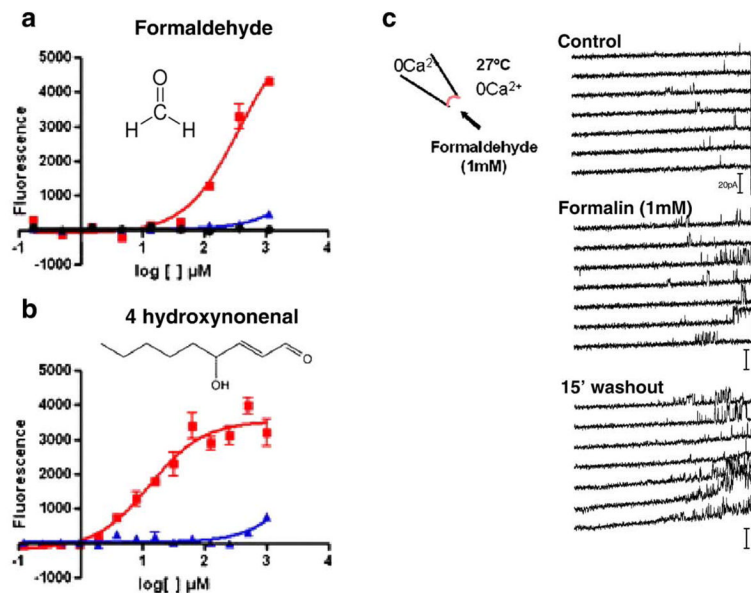 a
Formaldehyde
5000
4000
3000
2000
1000
0
-1000
Fluorescence
O
C
H H
-1 1 2 3 4
log [ ] µM
b
4 hydroxynonenal
O
OH
5000
4000
3000
2000
1000
0
-1000
Fluorescence
-1 0 1 2 3 4
log[ ] µM
c
0Ca²
27ºC
0Ca²⁺
Formaldehyde
(1mM)
Control
20pA
Formalin (1mM)
15' washout